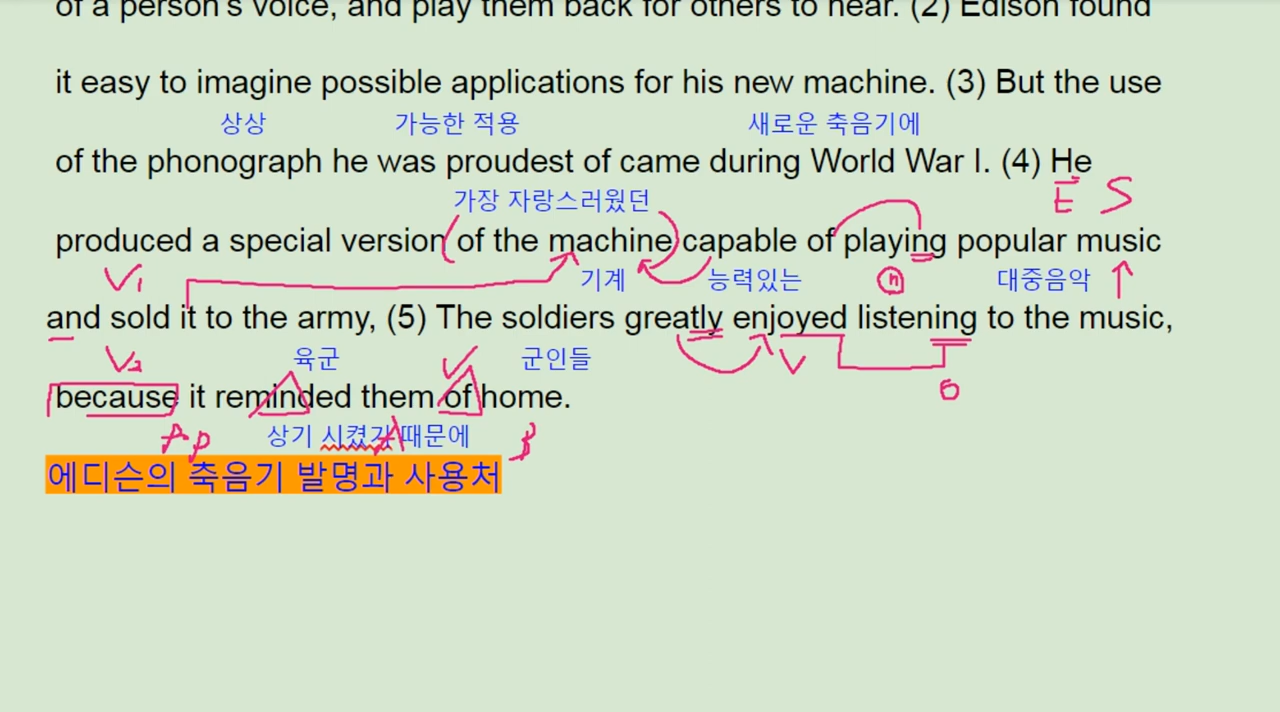 of a person's voice, and play them back for others to hear. (2) Edison found
it easy to imagine possible applications for his new machine. (3) But the use
상상 가능한 적용 새로운 축음기에
of the phonograph he was proudest of came during World War I. (4) He
가장 자랑스러웠던 E S
produced a special version of the machine capable of playing popular music
V1 기계 능력있는 n 대중음악
and sold it to the army, (5) The soldiers greatly enjoyed listening to the music,
V2 육군 군인들 V O
because it reminded them of home.
상기 시켰기 때문에 A B
에디슨의 축음기 발명과 사용처